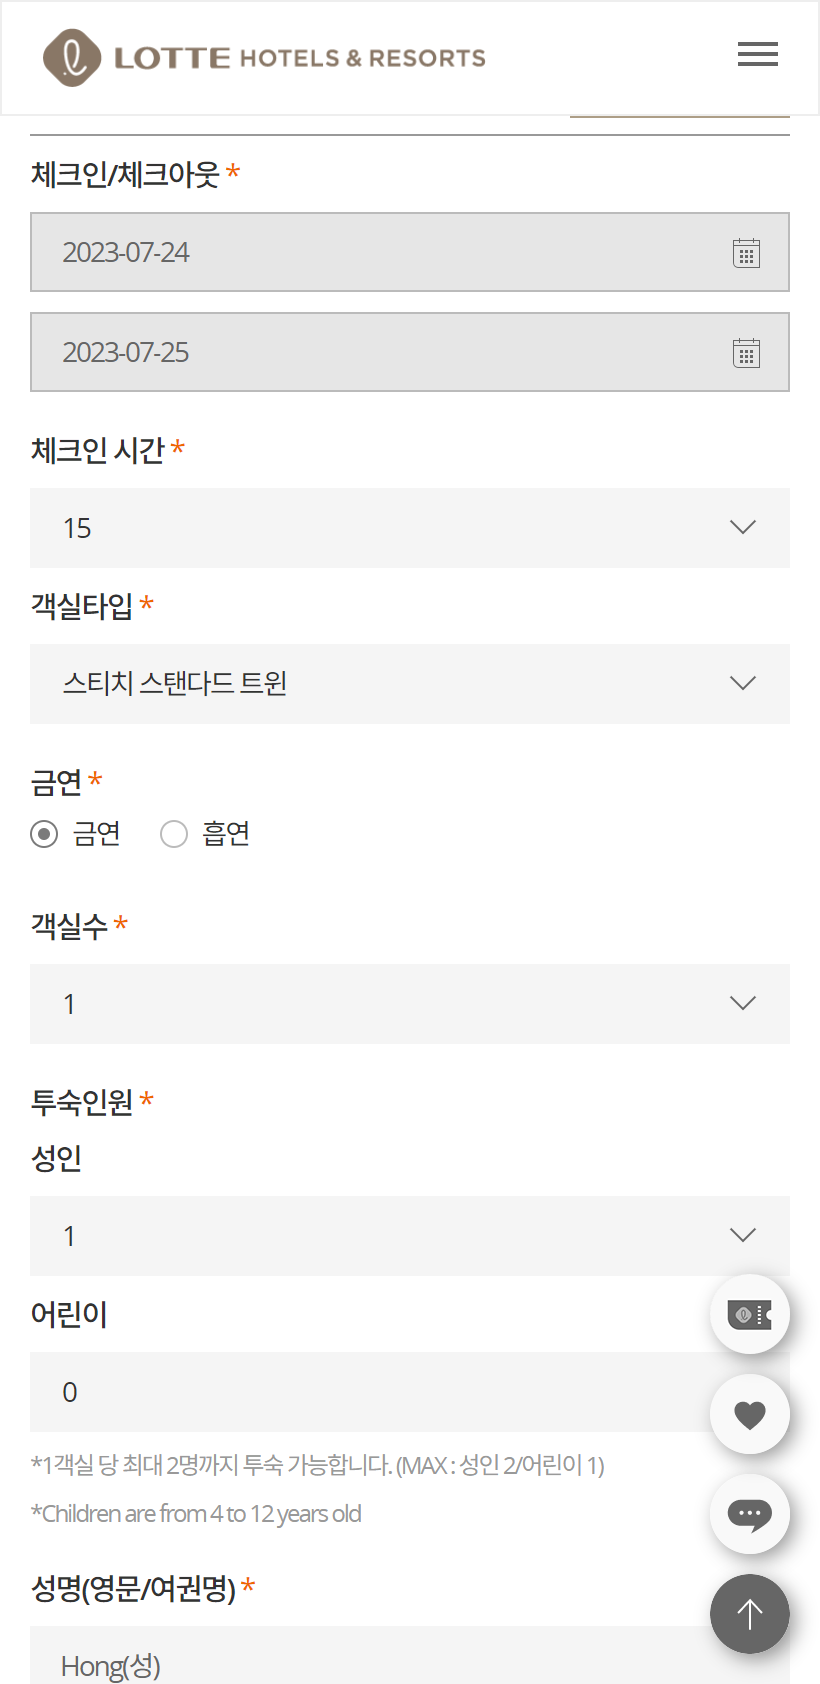 LOTTE HOTELS & RESORTS
체크인/체크아웃 *
2023-07-24
2023-07-25
체크인 시간 *
15
객실타입 *
스티치 스탠다드 트윈
금연 *
금연 흡연
객실수 *
1
투숙인원 *
성인
1
어린이
0
*1객실 당 최대 2명까지 투숙 가능합니다. (MAX : 성인 2/어린이 1)
*Children are from 4 to 12 years old
성명(영문/여권명) *
Hong(성)